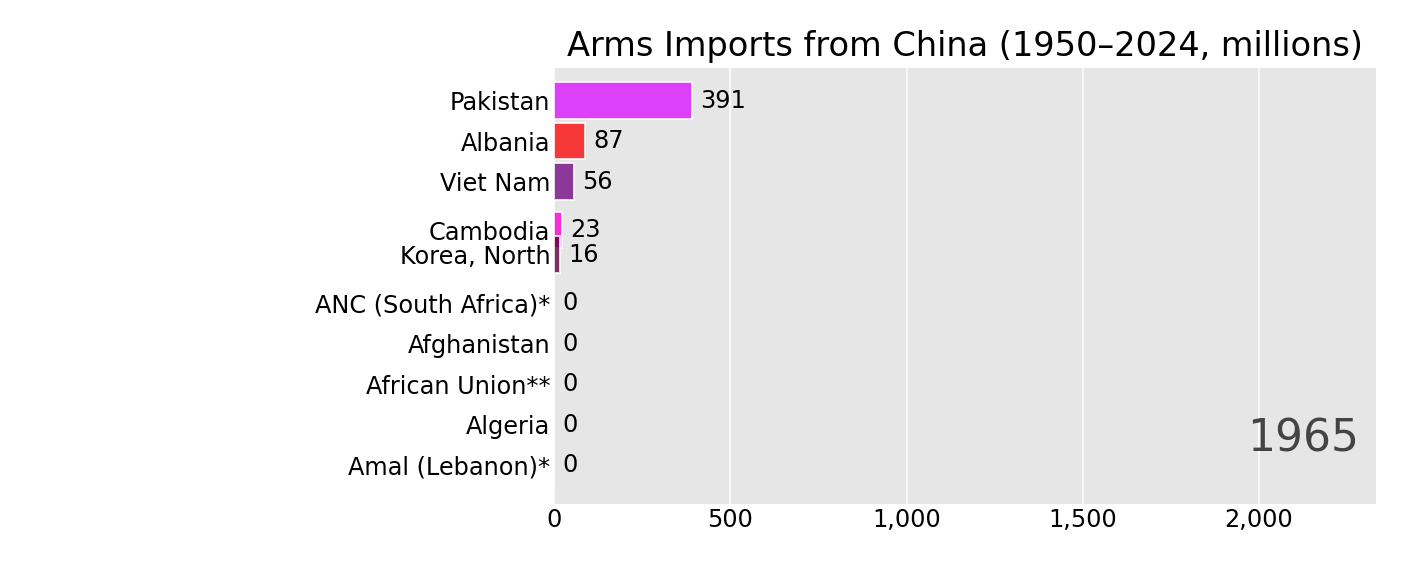 Arms Imports from China (1950–2024, millions)
Pakistan 391
Albania 87
Viet Nam 56
Cambodia 23
Korea, North 16
ANC (South Africa)* 0
Afghanistan 0
African Union** 0
Algeria 0
1965
Amal (Lebanon)* 0
0 500 1,000 1,500 2,000